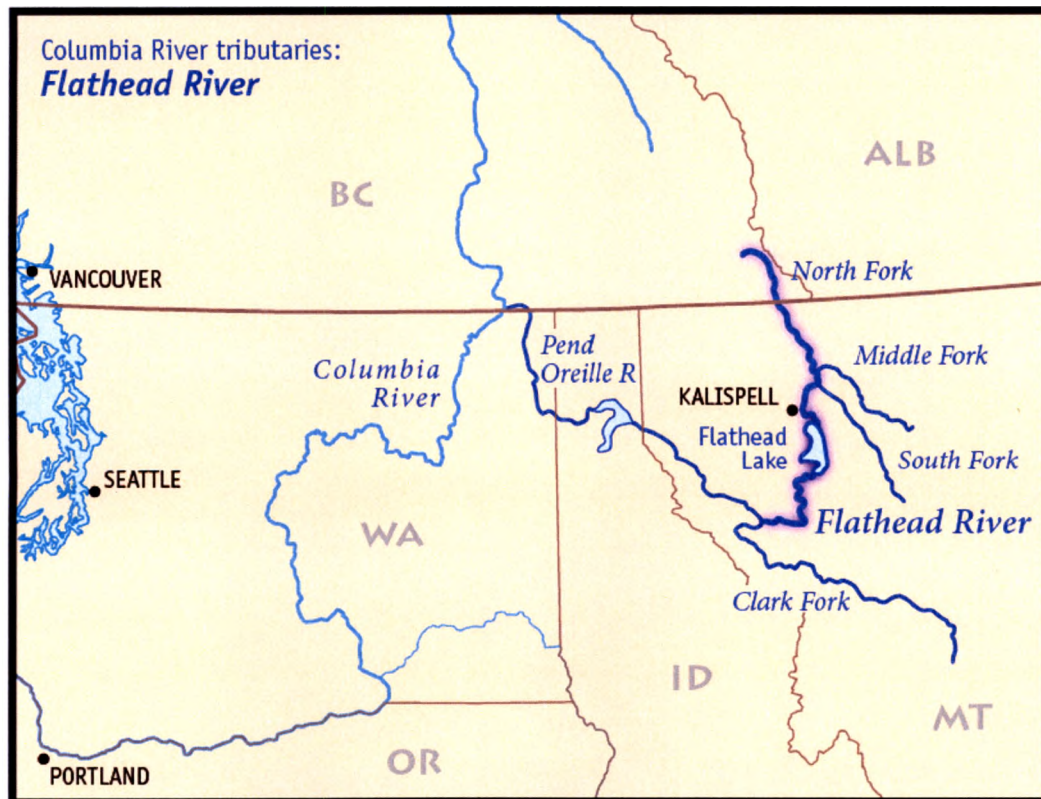 Columbia River tributaries:
Flathead River
BC
ALB
VANCOUVER
North Fork
Columbia
River
Pend
Oreille R
Middle Fork
KALISPELL
Flathead
Lake
South Fork
SEATTLE
WA
Flathead River
Clark Fork
ID
MT
OR
PORTLAND